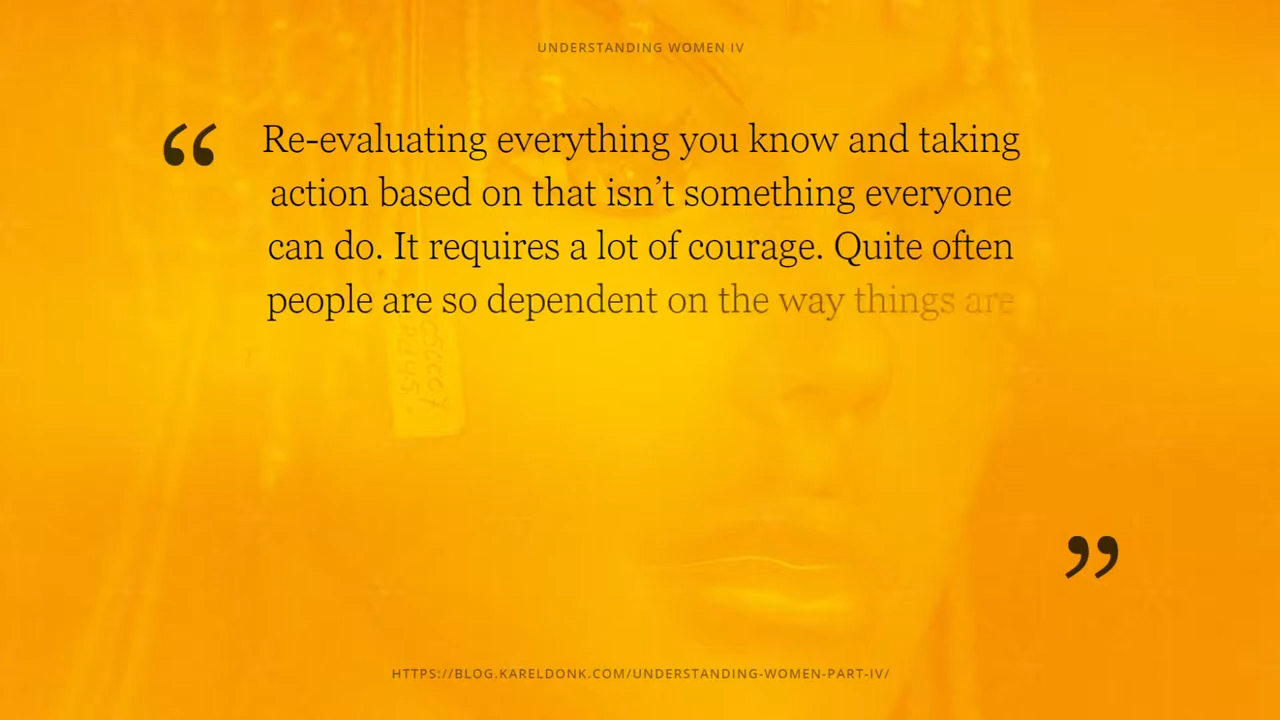 UNDERSTANDING WOMEN IV
“ Re-evaluating everything you know and taking
action based on that isn’t something everyone
can do. It requires a lot of courage. Quite often
people are so dependent on the way things are
”
HTTPS://BLOG.KARELDONK.COM/UNDERSTANDING-WOMEN-PART-IV/